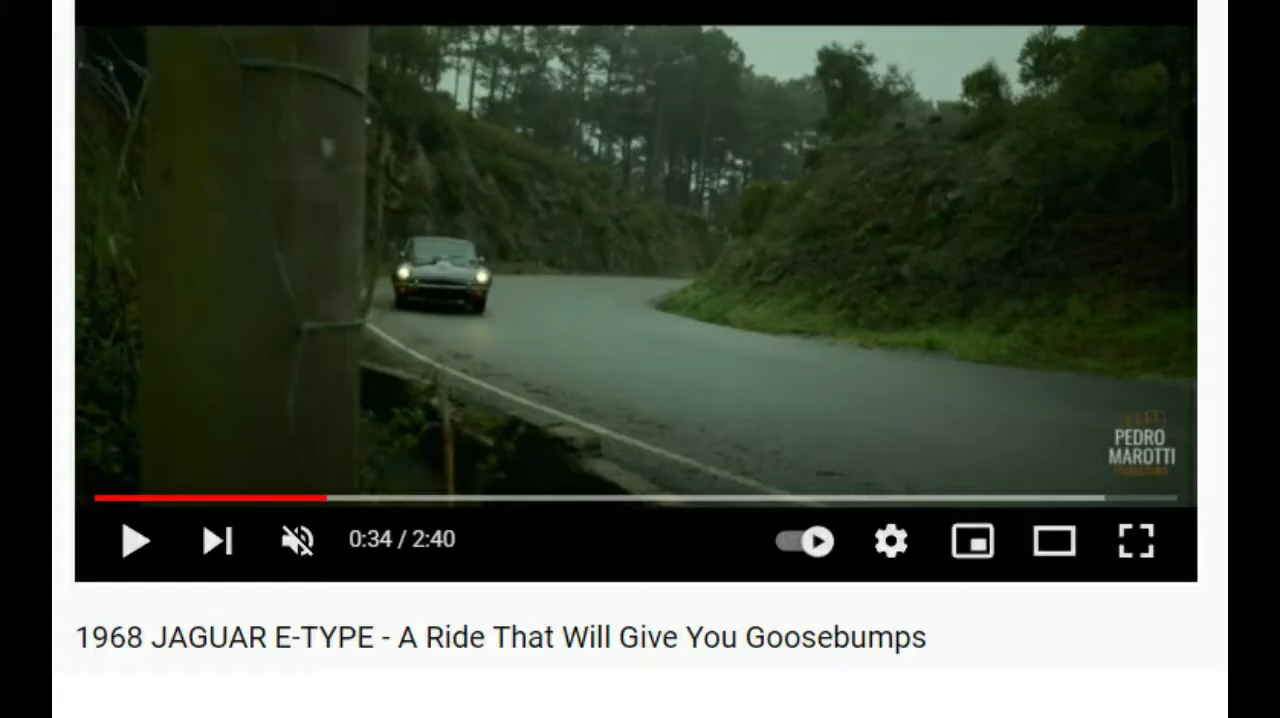 PEDRO
MAROTTI
0:34 / 2:40
1968 JAGUAR E-TYPE - A Ride That Will Give You Goosebumps